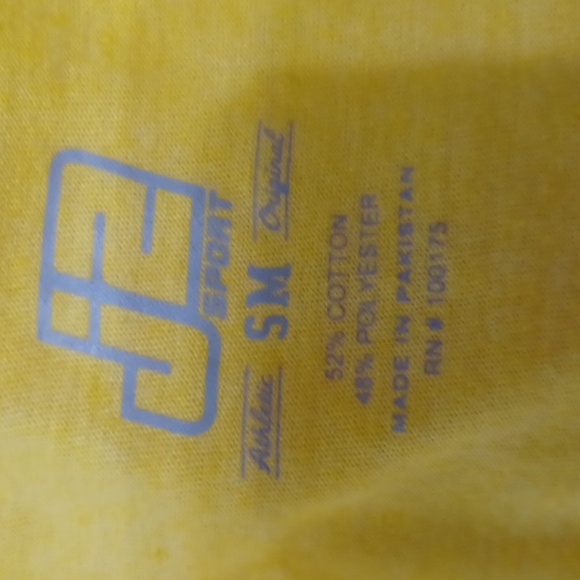 j2
SPORT
Athletic SM Original
52% COTTON
48% POLYESTER
MADE IN PAKISTAN
RN# 100175